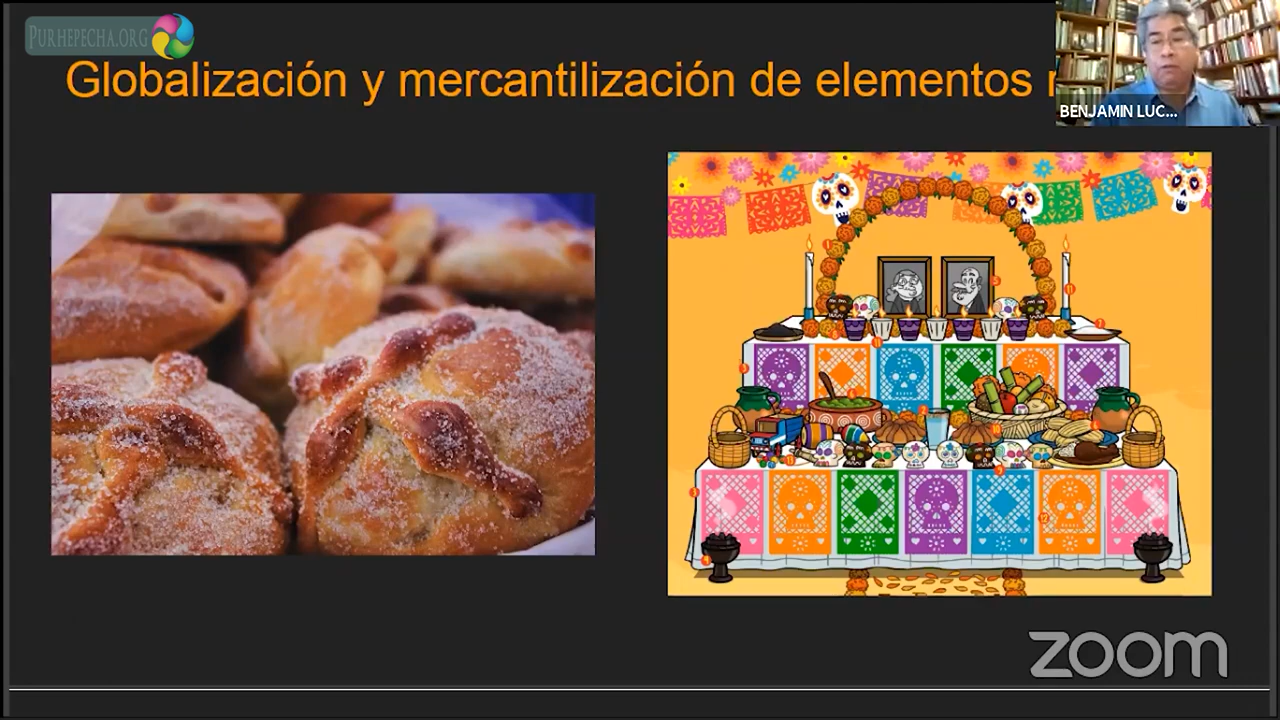 PURHEPECHA.ORG
Globalización y mercantilización de elementos
BENJAMIN LUC...
zoom